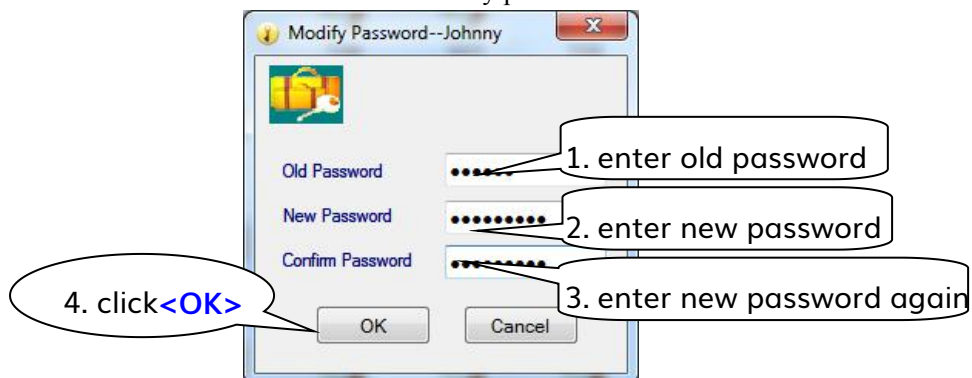 Modify Password--Johnny
Old Password
1. enter old password
New Password
2. enter new password
Confirm Password
3. enter new password again
4. click<OK>
OK
Cancel